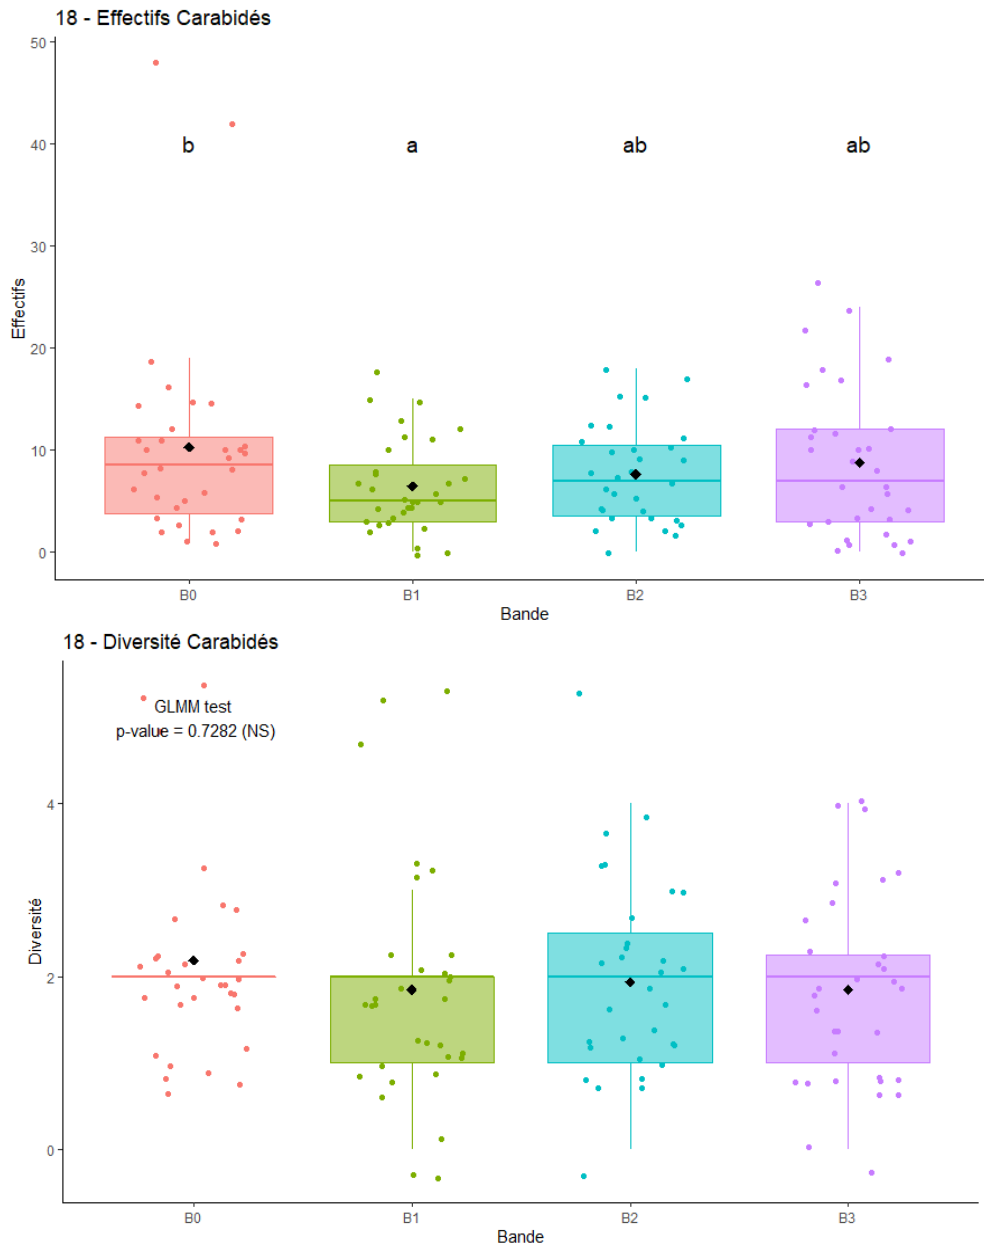 18 - Effectifs Carabidés
50
40
30
20
10
0
Effectifs
b a ab ab
B0 B1 B2 B3
Bande
18 - Diversité Carabidés
GLMM test
p-value = 0.7282 (NS)
4
2
0
Diversité
B0 B1 B2 B3
Bande